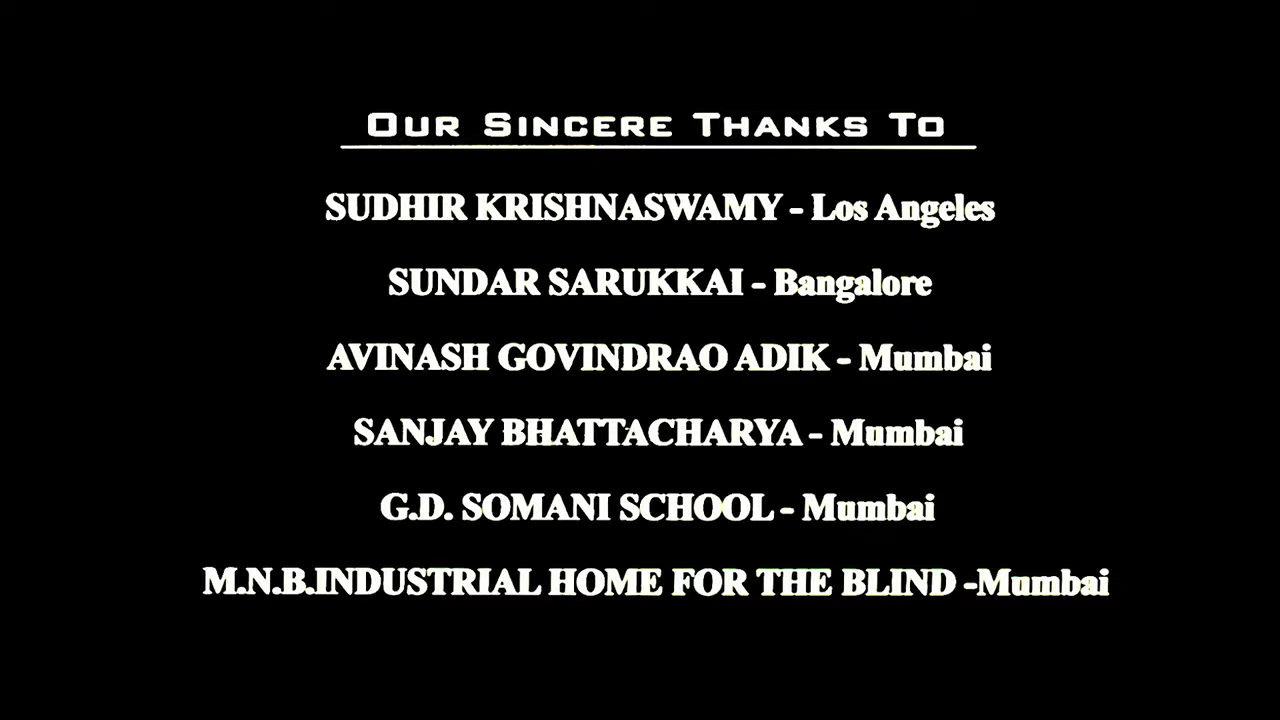 Our Sincere Thanks To
SUDHIR KRISHNASWAMY - Los Angeles
SUNDAR SARUKKAI - Bangalore
AVINASH GOVINDRAO ADIK - Mumbai
SANJAY BHATTACHARYA - Mumbai
G.D. SOMANI SCHOOL - Mumbai
M.N.B.INDUSTRIAL HOME FOR THE BLIND -Mumbai